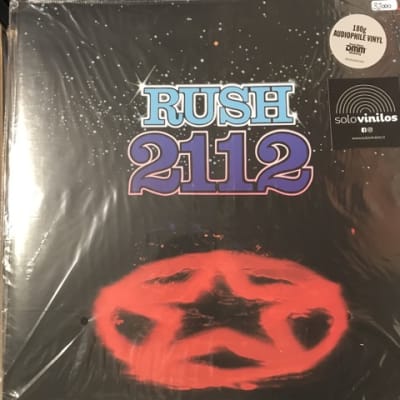 180g
AUDIOPHILE VINYL
DMM
solovinilos
RUSH
2112